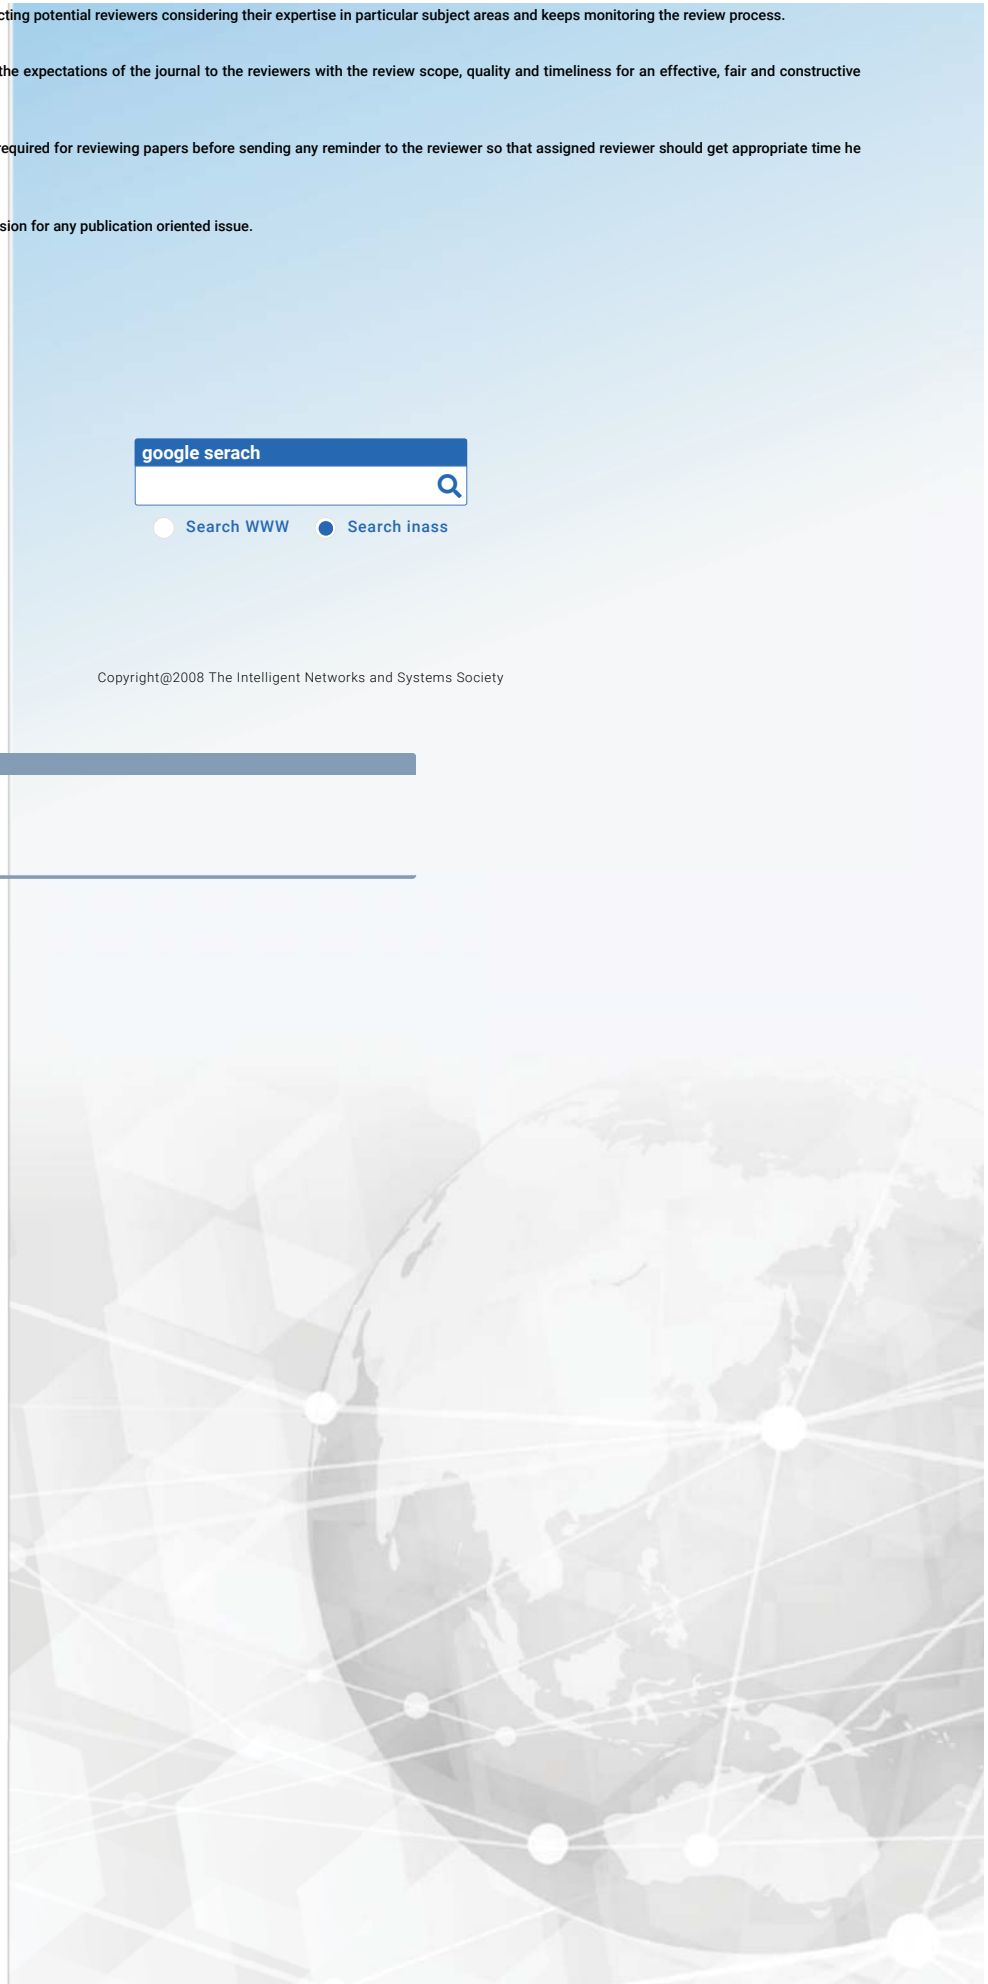 cting potential reviewers considering their expertise in particular subject areas and keeps monitoring the review process.
the expectations of the journal to the reviewers with the review scope, quality and timeliness for an effective, fair and constructive
required for reviewing papers before sending any reminder to the reviewer so that assigned reviewer should get appropriate time he
sion for any publication oriented issue.
google serach
Search WWW Search inass
Copyright@2008 The Intelligent Networks and Systems Society